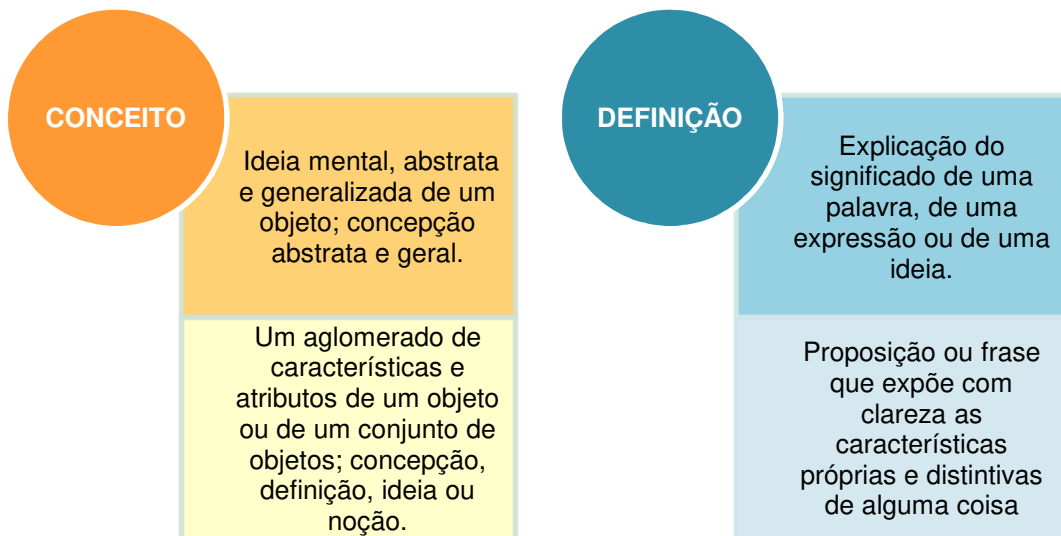 CONCEITO
Ideia mental, abstrata
e generalizada de um
objeto; concepção
abstrata e geral.
Um aglomerado de
características e
atributos de um objeto
ou de um conjunto de
objetos; concepção,
definição, ideia ou
noção.
DEFINIÇÃO
Explicação do
significado de uma
palavra, de uma
expressão ou de uma
ideia.
Proposição ou frase
que expõe com
clareza as
características
próprias e distintivas
de alguma coisa